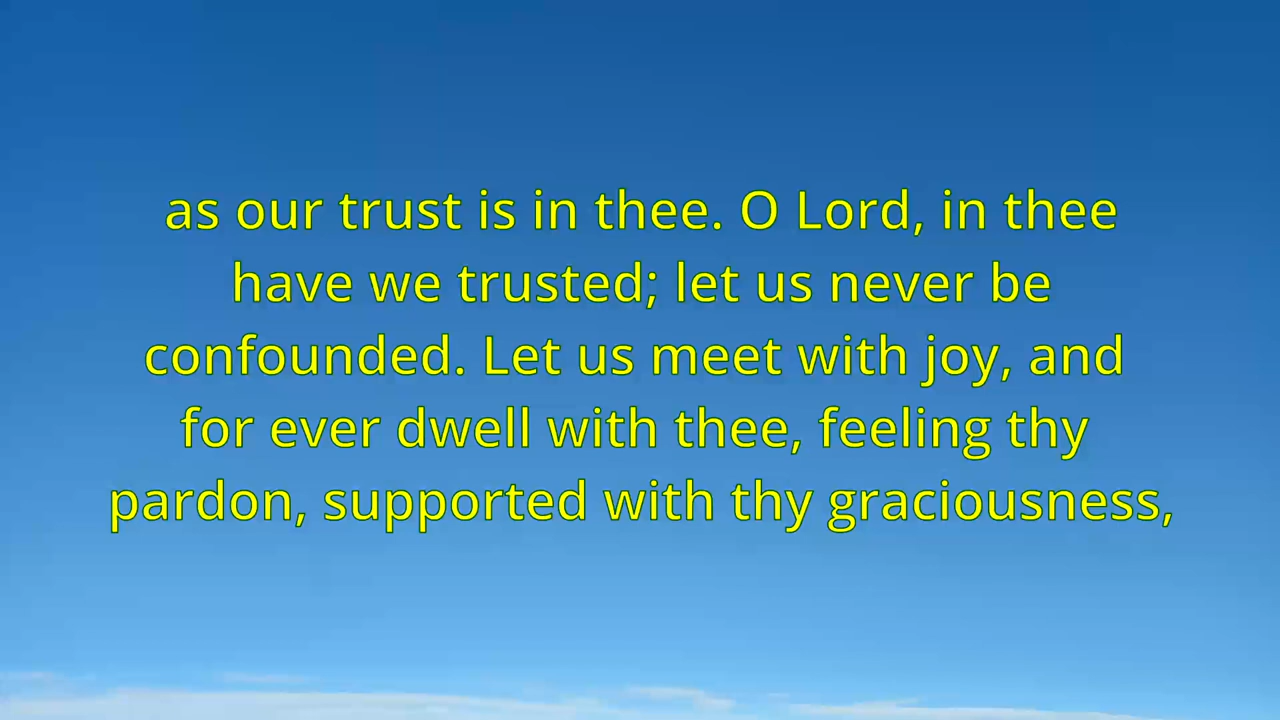 as our trust is in thee. O Lord, in thee
have we trusted; let us never be
confounded. Let us meet with joy, and
for ever dwell with thee, feeling thy
pardon, supported with thy graciousness,